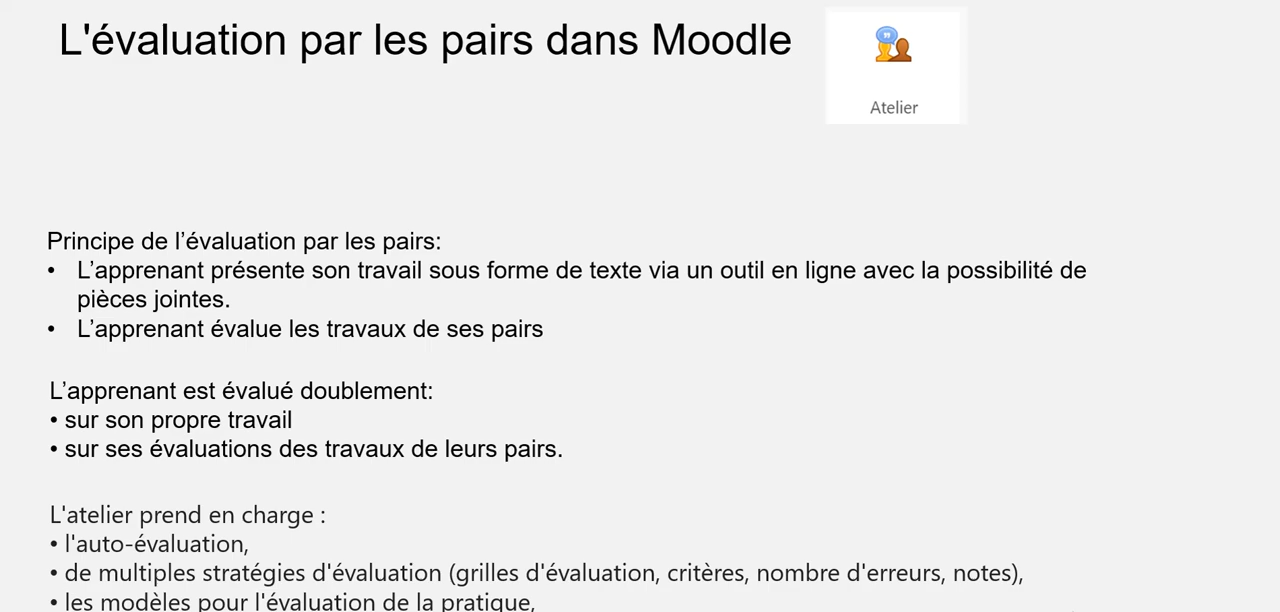 L'évaluation par les pairs dans Moodle
Atelier
Principe de l’évaluation par les pairs:
• L’apprenant présente son travail sous forme de texte via un outil en ligne avec la possibilité de
pièces jointes.
• L’apprenant évalue les travaux de ses pairs
L’apprenant est évalué doublement:
• sur son propre travail
• sur ses évaluations des travaux de leurs pairs.
L'atelier prend en charge :
• l'auto-évaluation,
• de multiples stratégies d'évaluation (grilles d'évaluation, critères, nombre d'erreurs, notes),
• les modèles pour l'évaluation de la pratique,